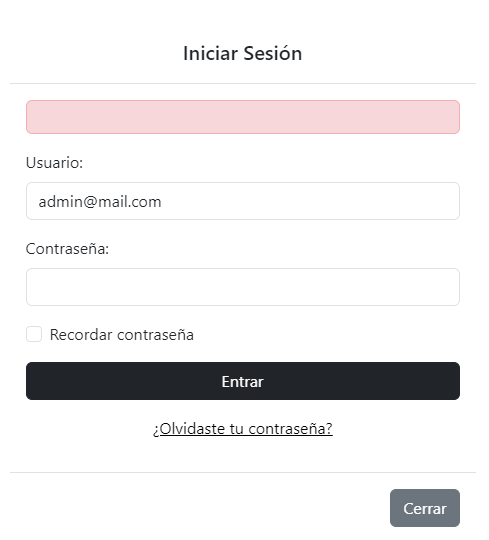 Iniciar Sesión
Usuario:
admin@mail.com
Contraseña:
Recordar contraseña
Entrar
¿Olvidaste tu contraseña?
Cerrar